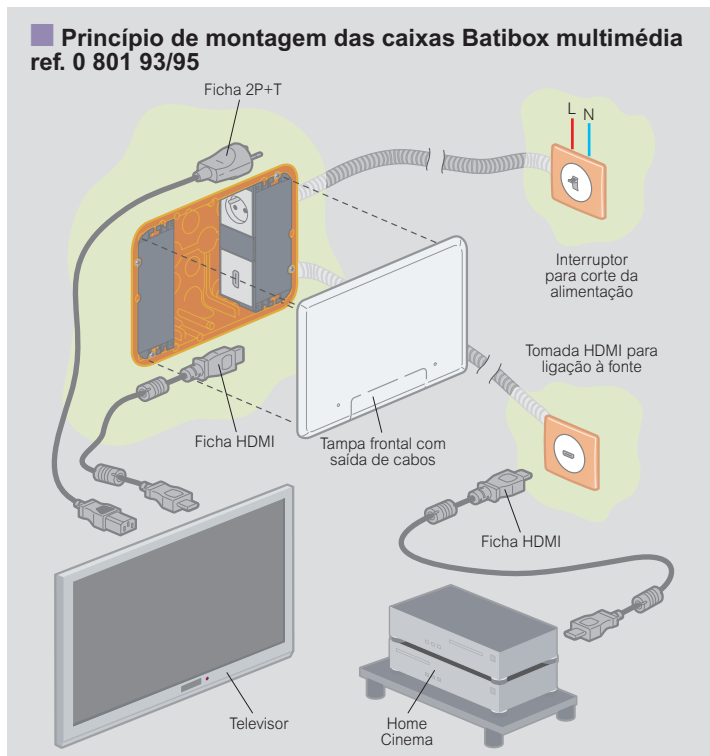 Princípio de montagem das caixas Batibox multimédia
ref. 0 801 93/95
Ficha 2P+T
L N
Interruptor
para corte da
alimentação
Tomada HDMI para
ligação à fonte
Ficha HDMI
Tampa frontal com
saída de cabos
Ficha HDMI
Televisor
Home
Cinema